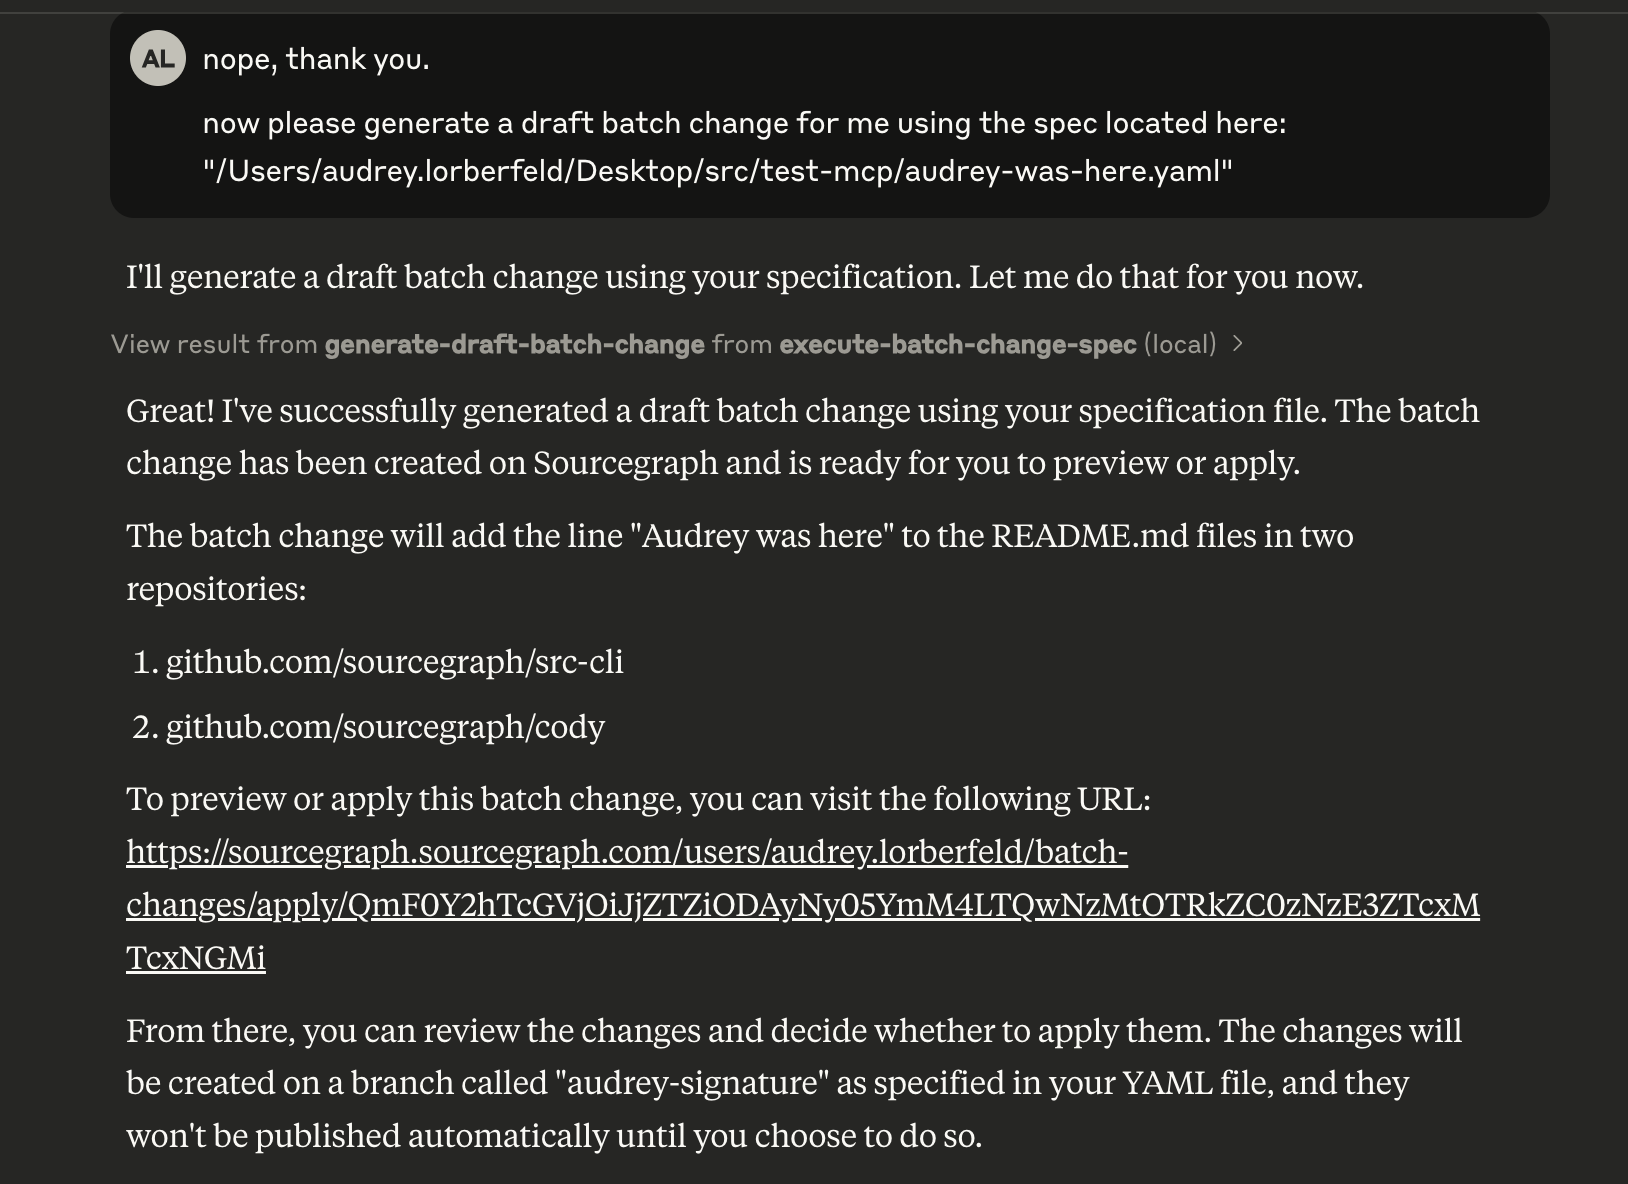 AL
nope, thank you.
now please generate a draft batch change for me using the spec located here:
"/Users/audrey.lorberfeld/Desktop/src/test-mcp/audrey-was-here.yaml"
I'll generate a draft batch change using your specification. Let me do that for you now.
View result from generate-draft-batch-change from execute-batch-change-spec (local) >
Great! I've successfully generated a draft batch change using your specification file. The batch
change has been created on Sourcegraph and is ready for you to preview or apply.
The batch change will add the line "Audrey was here" to the README.md files in two
repositories:
1. github.com/sourcegraph/src-cli
2. github.com/sourcegraph/cody
To preview or apply this batch change, you can visit the following URL:
https://sourcegraph.sourcegraph.com/users/audrey.lorberfeld/batch-
changes/apply/QmF0Y2hTcGVjOiJjZTZiODAyNy05YmM4LTQwNzMtOTRkZC0zNzE3ZTcxM
TcxNGMi
From there, you can review the changes and decide whether to apply them. The changes will
be created on a branch called "audrey-signature" as specified in your YAML file, and they
won't be published automatically until you choose to do so.